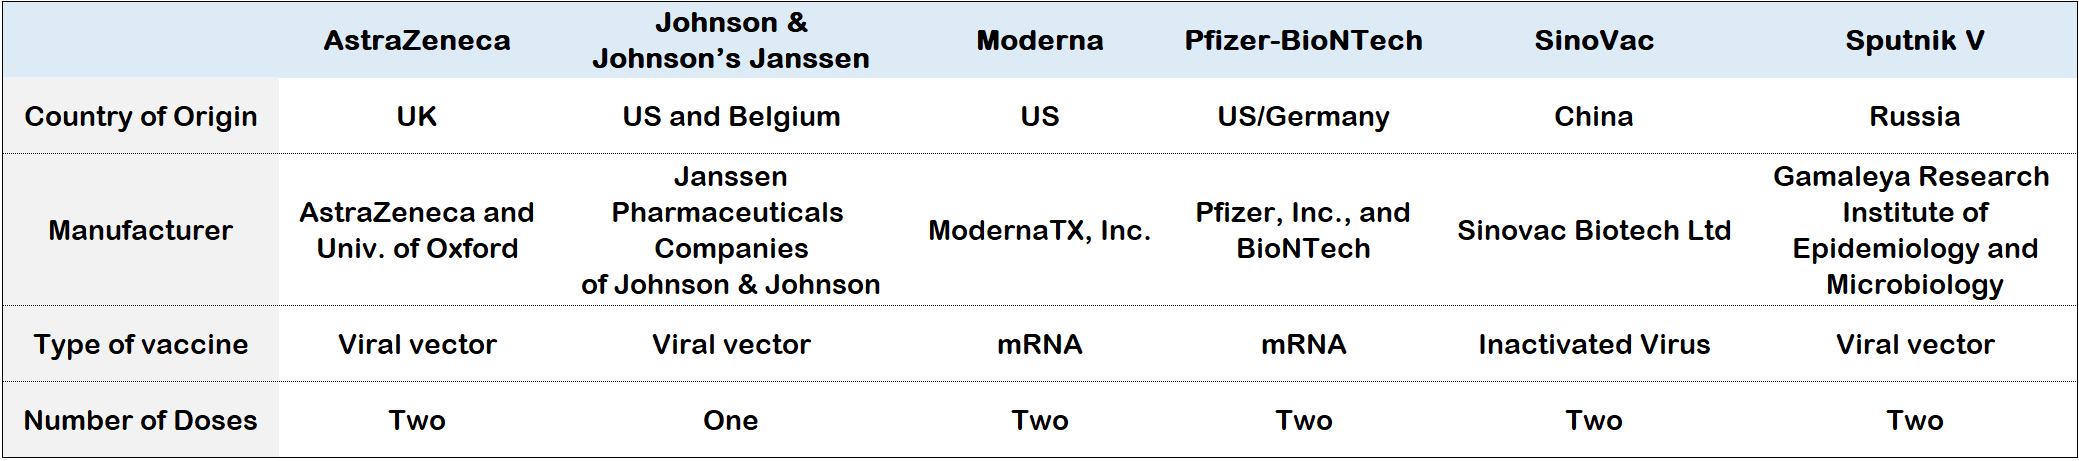 AstraZeneca
Johnson &
Johnson’s Janssen
Moderna
Pfizer-BioNTech
SinoVac
Sputnik V
Country of Origin
UK
US and Belgium
US
US/Germany
China
Russia
Manufacturer
AstraZeneca and
Univ. of Oxford
Janssen
Pharmaceuticals
Companies
of Johnson & Johnson
ModernaTX, Inc.
Pfizer, Inc., and
BioNTech
Sinovac Biotech Ltd
Gamaleya Research
Institute of
Epidemiology and
Microbiology
Type of vaccine
Viral vector
Viral vector
mRNA
mRNA
Inactivated Virus
Viral vector
Number of Doses
Two
One
Two
Two
Two
Two